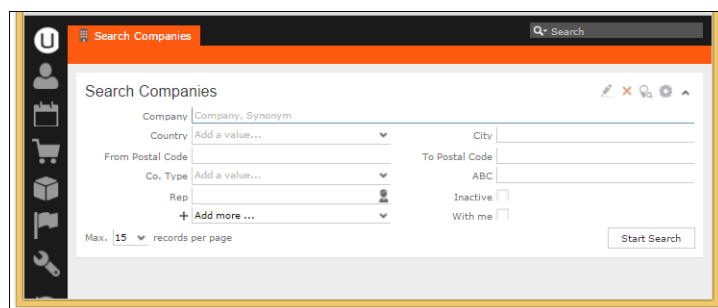 U
Search Companies
Search
Search Companies
Company Company, Synonym
Country Add a value... City
From Postal Code To Postal Code
Co. Type Add a value... ABC
Rep Inactive
+ Add more ... With me
Max. 15 records per page Start Search